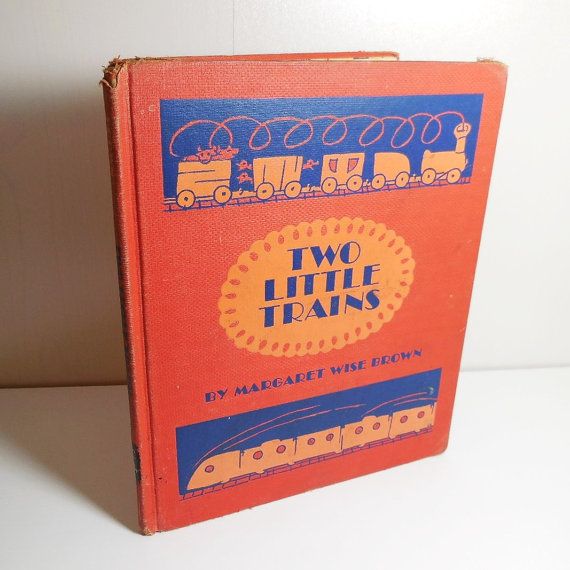 TWO
LITTLE
TRAINS
BY MARGARET WISE BROWN